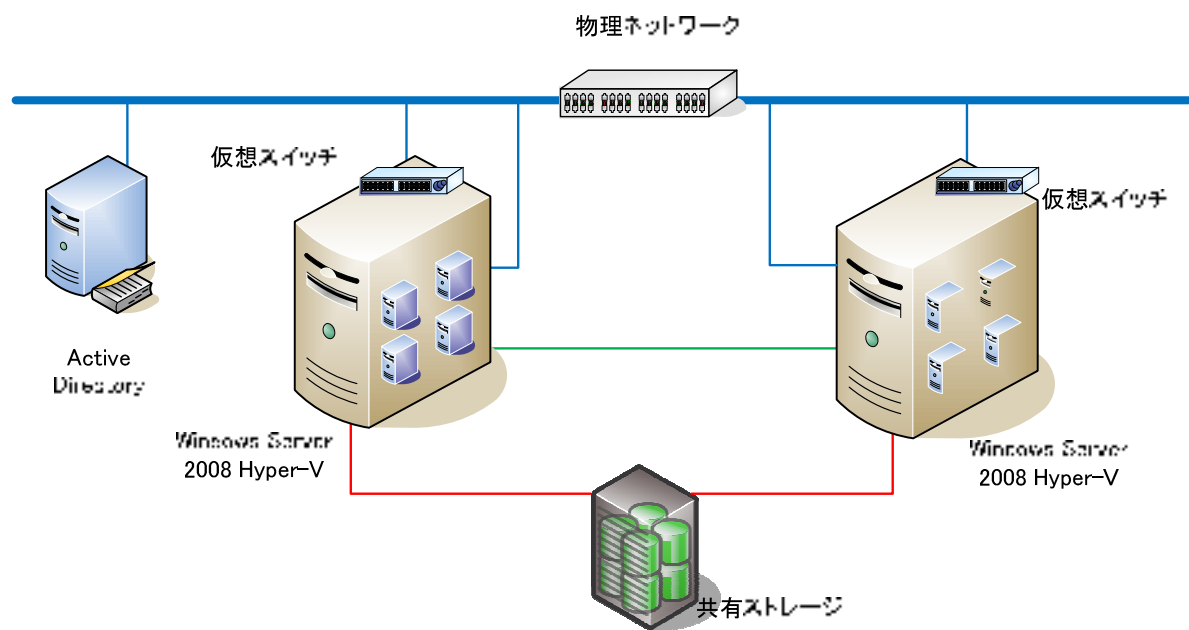 物理ネットワーク
仮想スイッチ
仮想スイッチ
Active
Directory
Windows Server
2008 Hyper-V
Windows Server
2008 Hyper-V
共有ストレージ